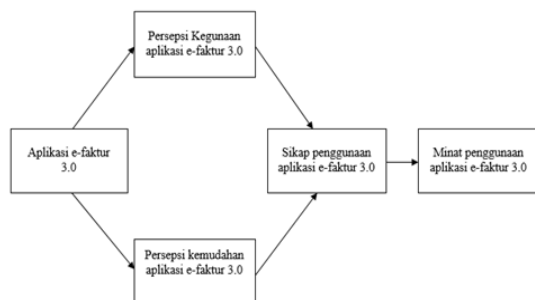 Persepsi Kegunaan
aplikasi e-faktur 3.0
Aplikasi e-faktur
3.0
Sikap penggunaan
aplikasi e-faktur 3.0
Minat penggunaan
aplikasi e-faktur 3.0
Persepsi kemudahan
aplikasi e-faktur 3.0